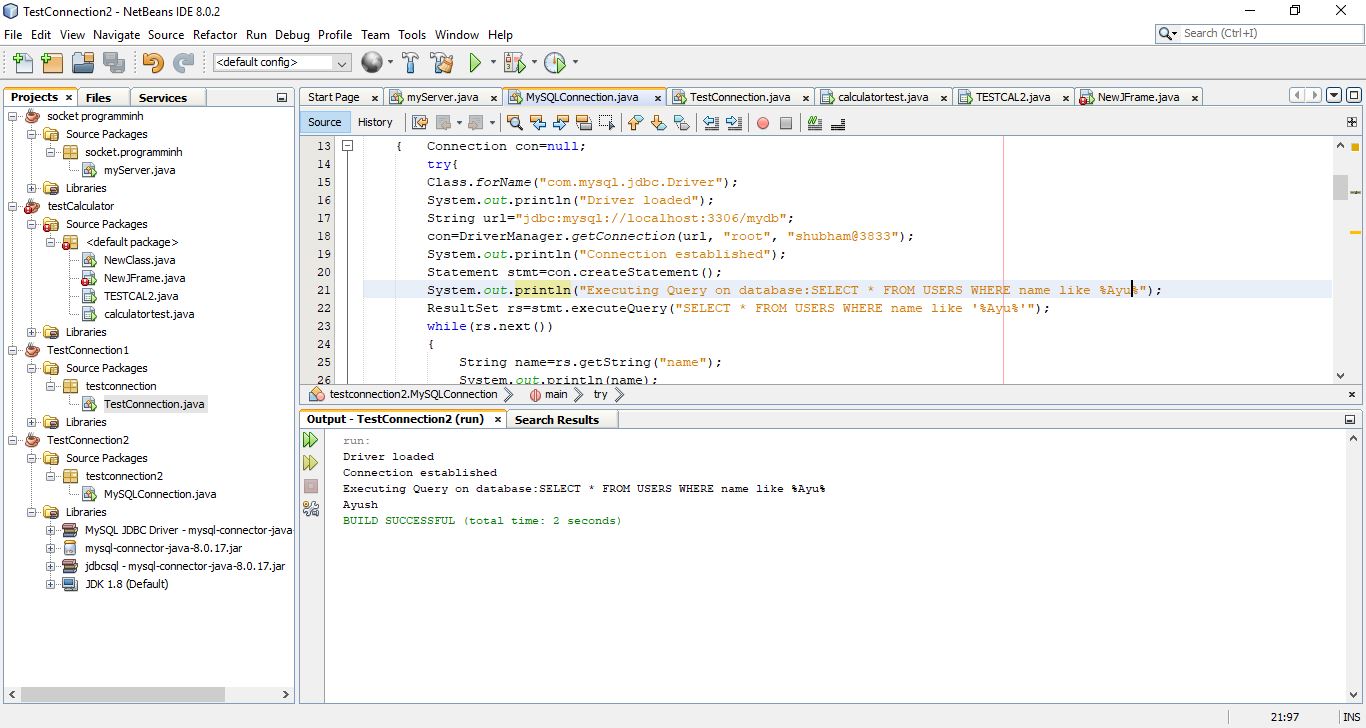 TestConnection2 - NetBeans IDE 8.0.2
File Edit View Navigate Source Refactor Run Debug Profile Team Tools Window Help
Search (Ctrl+I)
<default config>
Projects Files Services
socket programminh
Source Packages
socket.programminh
myServer.java
Libraries
testCalculator
Source Packages
<default package>
NewClass.java
NewJFrame.java
TESTCAL2.java
calculatortest.java
Libraries
TestConnection1
Source Packages
testconnection
TestConnection.java
Libraries
TestConnection2
Source Packages
testconnection2
MySQLConnection.java
Libraries
MySQL JDBC Driver - mysql-connector-java
mysql-connector-java-8.0.17.jar
jdbcsql - mysql-connector-java-8.0.17.jar
JDK 1.8 (Default)
Start Page myServer.java MySQLConnection.java TestConnection.java calculatortest.java TESTCAL2.java NewJFrame.java
Source History
13 { Connection con=null;
14 try{
15 Class.forName("com.mysql.jdbc.Driver");
16 System.out.println("Driver loaded");
17 String url="jdbc:mysql://localhost:3306/mydb";
18 con=DriverManager.getConnection(url, "root", "shubham@3833");
19 System.out.println("Connection established");
20 Statement stmt=con.createStatement();
21 System.out.println("Executing Query on database:SELECT * FROM USERS WHERE name like %Ayu%");
22 ResultSet rs=stmt.executeQuery("SELECT * FROM USERS WHERE name like '%Ayu%'");
23 while(rs.next())
24 {
25 String name=rs.getString("name");
26 System.out.println(name);
testconnection2.MySQLConnection main try
Output - TestConnection2 (run) Search Results
run:
Driver loaded
Connection established
Executing Query on database:SELECT * FROM USERS WHERE name like %Ayu%
Ayush
BUILD SUCCESSFUL (total time: 2 seconds)
21:97 INS